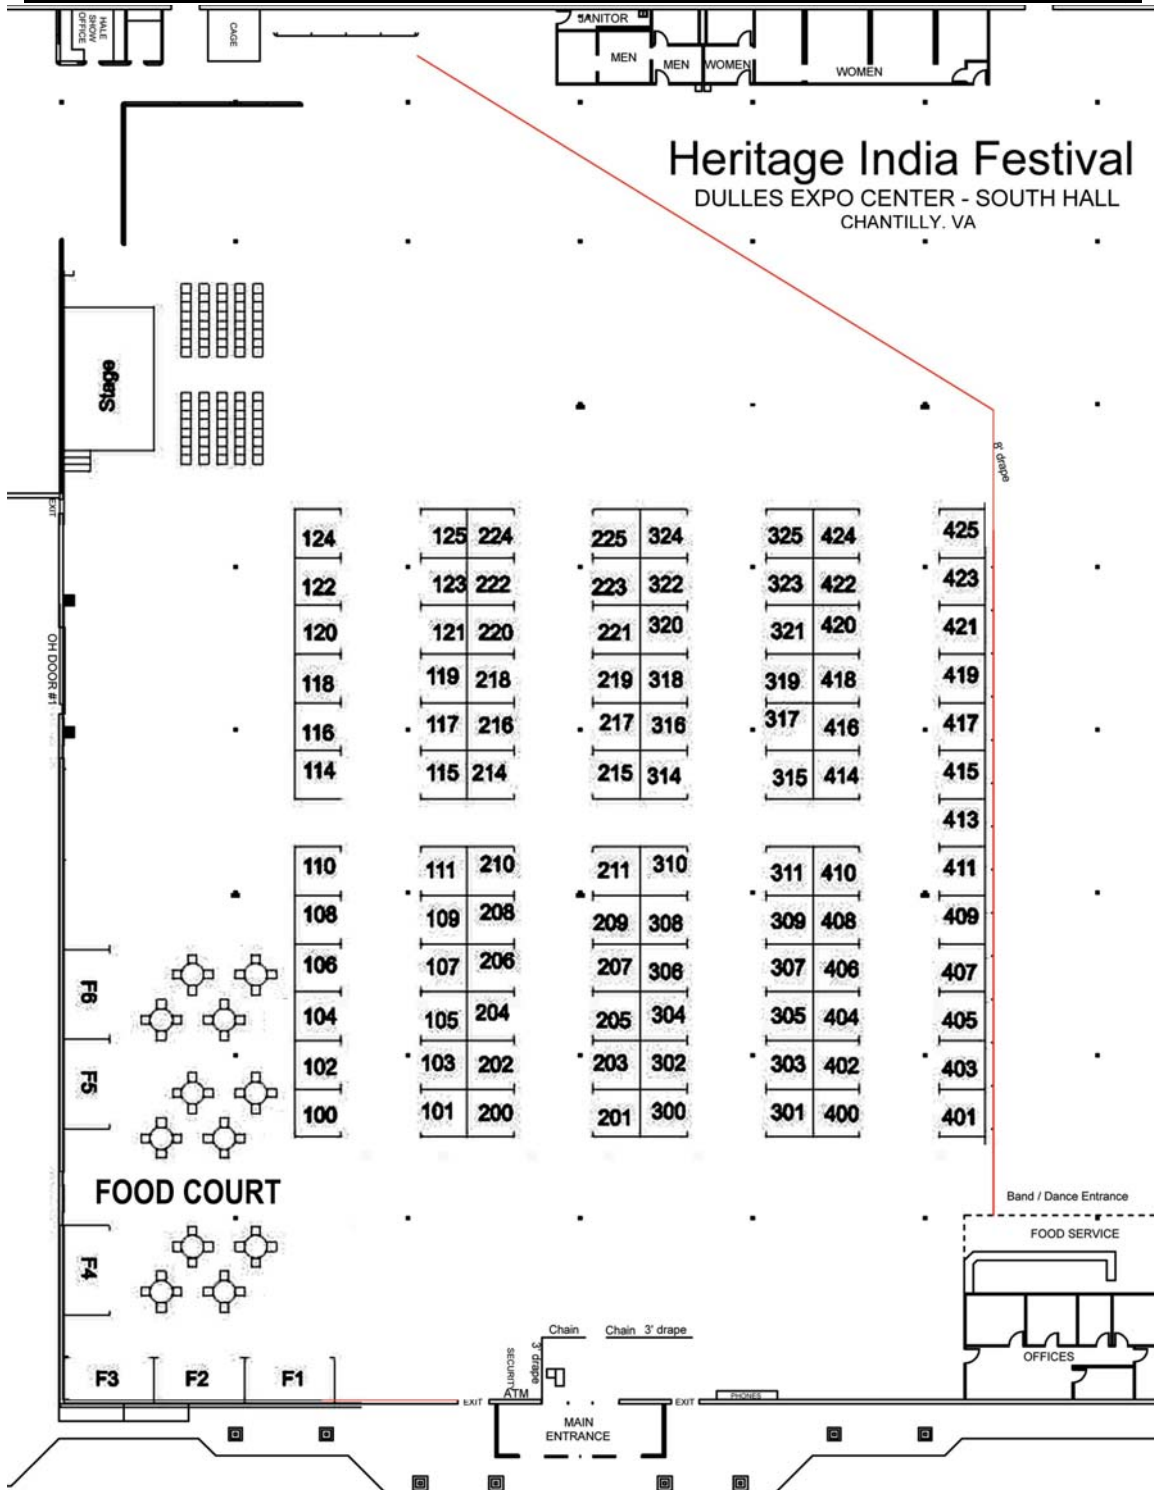 HALE
SHOW
OFFICE
CAGE
JANITOR
MEN
MEN
WOMEN
WOMEN
Heritage India Festival
DULLES EXPO CENTER - SOUTH HALL
CHANTILLY. VA
Stage
8' drape
EXIT
OH DOOR #1
124 125 224 225 324 325 424 425
122 123 222 223 322 323 422 423
120 121 220 221 320 321 420 421
118 119 218 219 318 319 418 419
116 117 216 217 316 317 416 417
114 115 214 215 314 315 414 415
413
110 111 210 211 310 311 410 411
108 109 208 209 308 309 408 409
106 107 206 207 306 307 406 407
104 105 204 205 304 305 404 405
102 103 202 203 302 303 402 403
100 101 200 201 300 301 400 401
F6
F5
FOOD COURT
F4
F3 F2 F1
Band / Dance Entrance
FOOD SERVICE
OFFICES
Chain
Chain 3' drape
3' drape
SECURITY
ATM
EXIT
EXIT
PHONES
MAIN
ENTRANCE